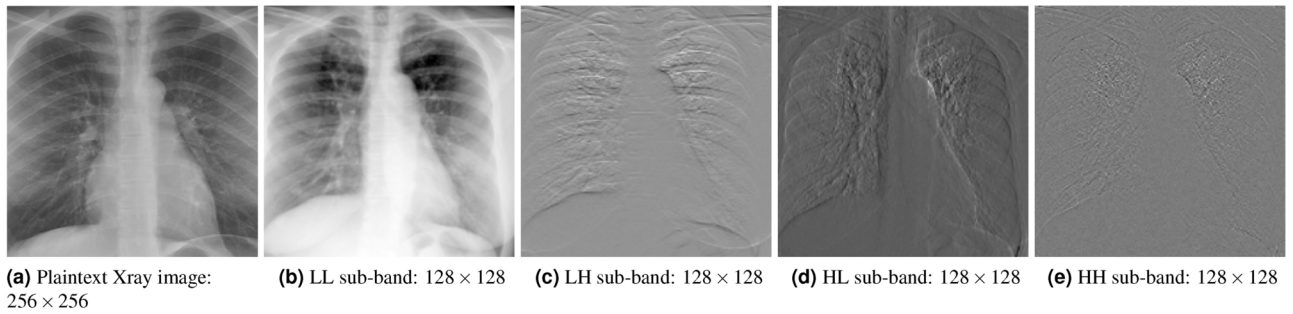 (a) Plaintext Xray image:
256 × 256
(b) LL sub-band: 128 × 128
(c) LH sub-band: 128 × 128
(d) HL sub-band: 128 × 128
(e) HH sub-band: 128 × 128